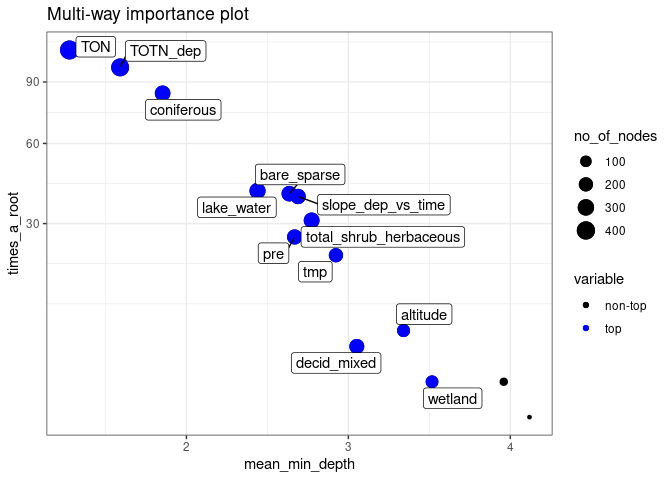 Multi-way importance plot
TON
TOTN_dep
90
coniferous
60
bare_sparse
lake_water
slope_dep_vs_time
30
total_shrub_herbaceous
pre
tmp
altitude
decid_mixed
wetland
2 3 4
mean_min_depth
times_a_root
no_of_nodes
100
200
300
400
variable
non-top
top